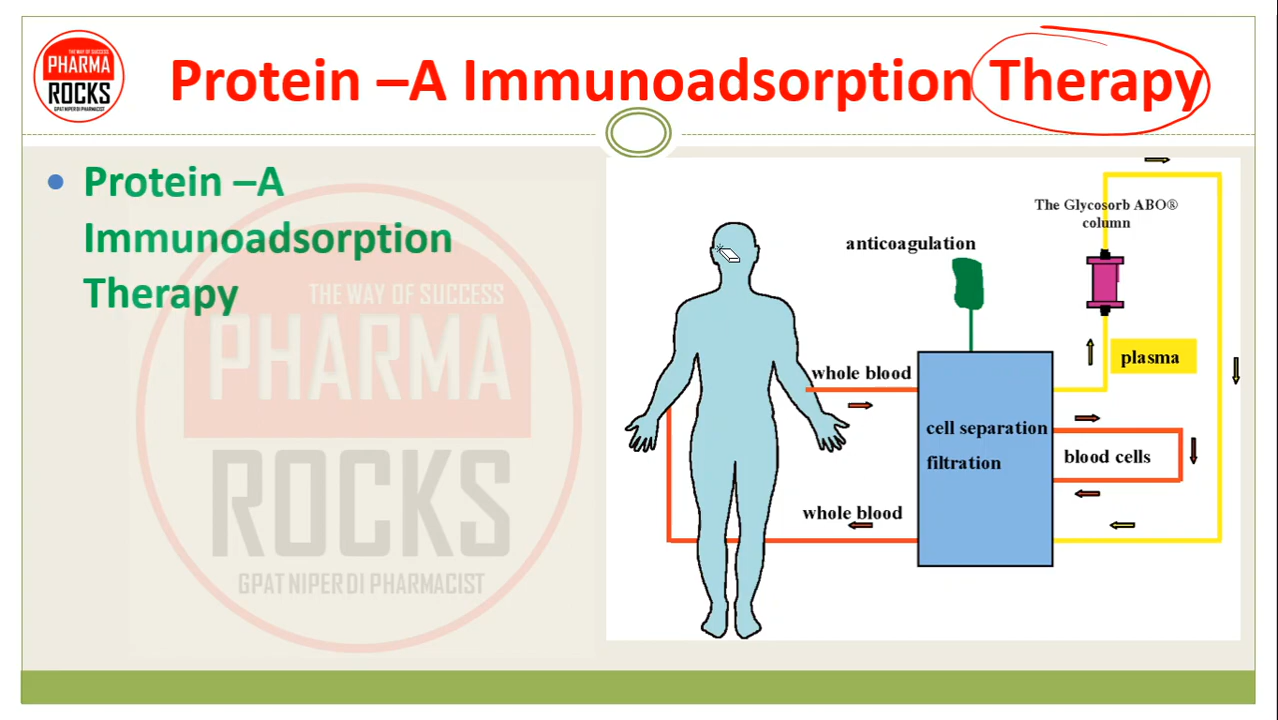 THE WAY OF SUCCESS
PHARMA
ROCKS
GPAT NIPER DI PHARMACIST
Protein –A Immunoadsorption Therapy
• Protein –A
Immunoadsorption
Therapy
THE WAY OF SUCCESS
PHARMA
ROCKS
GPAT NIPER DI PHARMACIST
The Glycosorb ABO®
column
anticoagulation
plasma
whole blood
cell separation
filtration
blood cells
whole blood